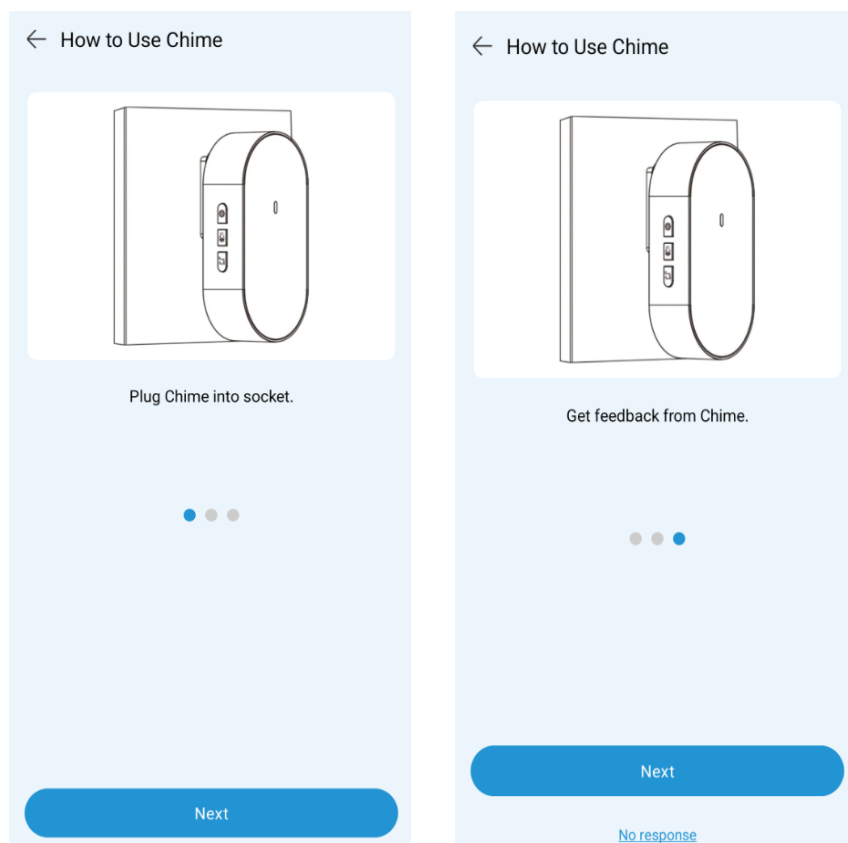 How to Use Chime
Plug Chime into socket.
Next
How to Use Chime
Get feedback from Chime.
Next
No response